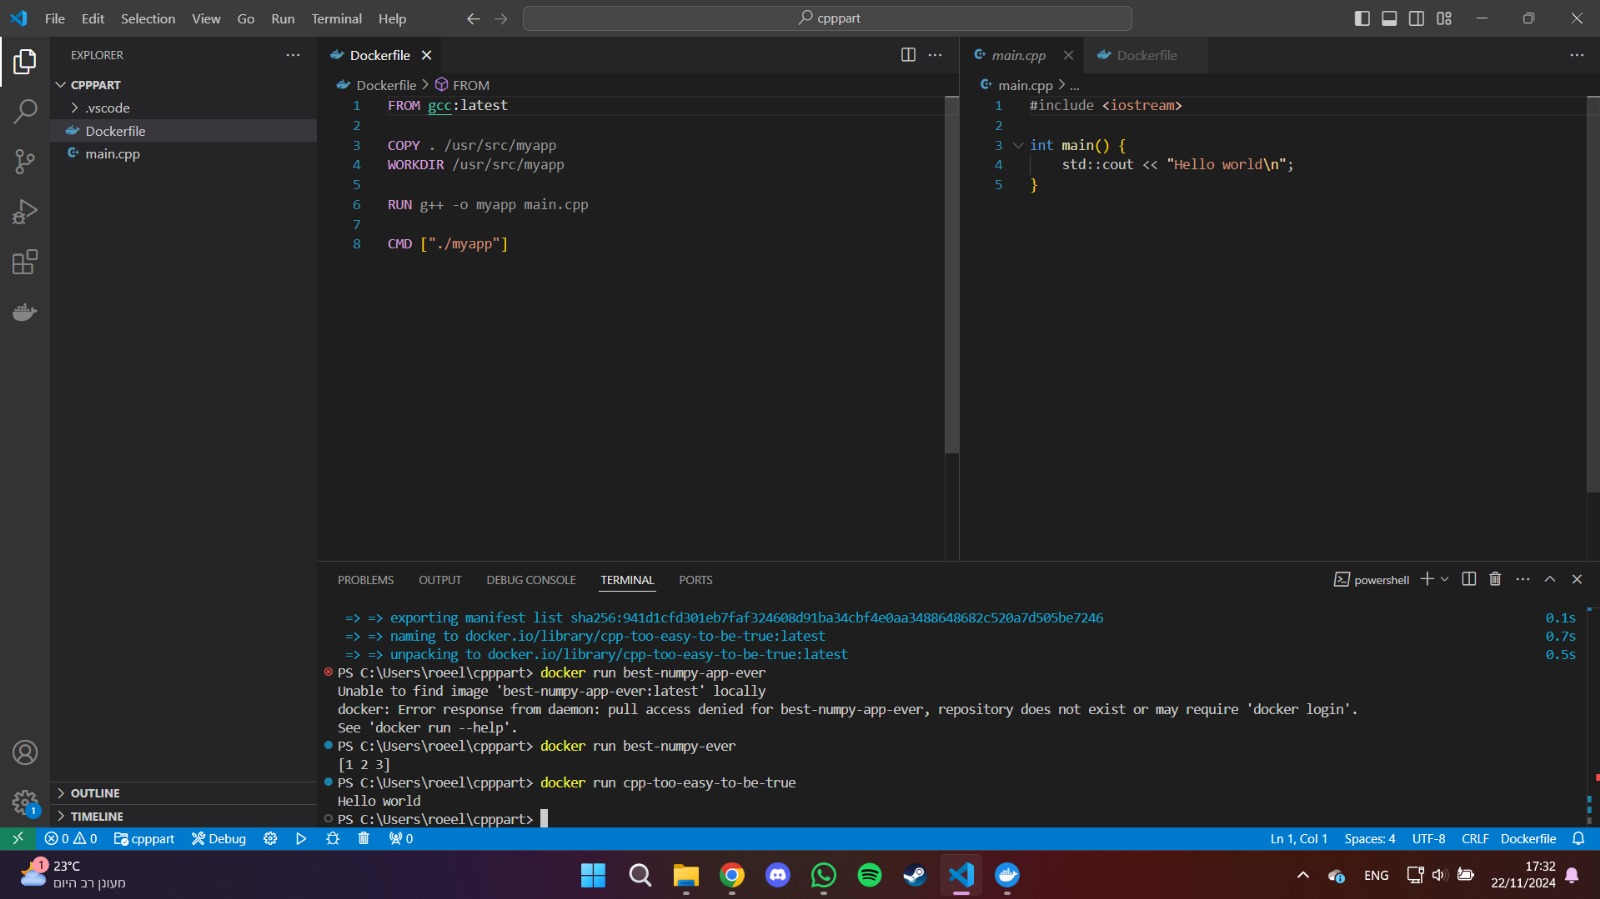 File Edit Selection View Go Run Terminal Help
cpppart
EXPLORER
CPPPART
.vscode
Dockerfile
main.cpp
OUTLINE
TIMELINE
Dockerfile
Dockerfile > FROM
1 FROM gcc:latest
2
3 COPY . /usr/src/myapp
4 WORKDIR /usr/src/myapp
5
6 RUN g++ -o myapp main.cpp
7
8 CMD ["./myapp"]
main.cpp Dockerfile
main.cpp > ...
1 #include <iostream>
2
3 int main() {
4 std::cout << "Hello world\n";
5 }
PROBLEMS OUTPUT DEBUG CONSOLE TERMINAL PORTS
powershell
=> => exporting manifest list sha256:941d1cfd301eb7faf324608d91ba34cbf4e0aa3488648682c520a7d505be7246 0.1s
=> => naming to docker.io/library/cpp-too-easy-to-be-true:latest 0.7s
=> => unpacking to docker.io/library/cpp-too-easy-to-be-true:latest 0.5s
PS C:\Users\roeel\cpppart> docker run best-numpy-app-ever
Unable to find image 'best-numpy-app-ever:latest' locally
docker: Error response from daemon: pull access denied for best-numpy-app-ever, repository does not exist or may require 'docker login'.
See 'docker run --help'.
PS C:\Users\roeel\cpppart> docker run best-numpy-ever
[1 2 3]
PS C:\Users\roeel\cpppart> docker run cpp-too-easy-to-be-true
Hello world
PS C:\Users\roeel\cpppart>
1
0 0 cpppart Debug 0
Ln 1, Col 1 Spaces: 4 UTF-8 CRLF Dockerfile
1
23°C
מעונן רב היום
ENG
17:32
22/11/2024